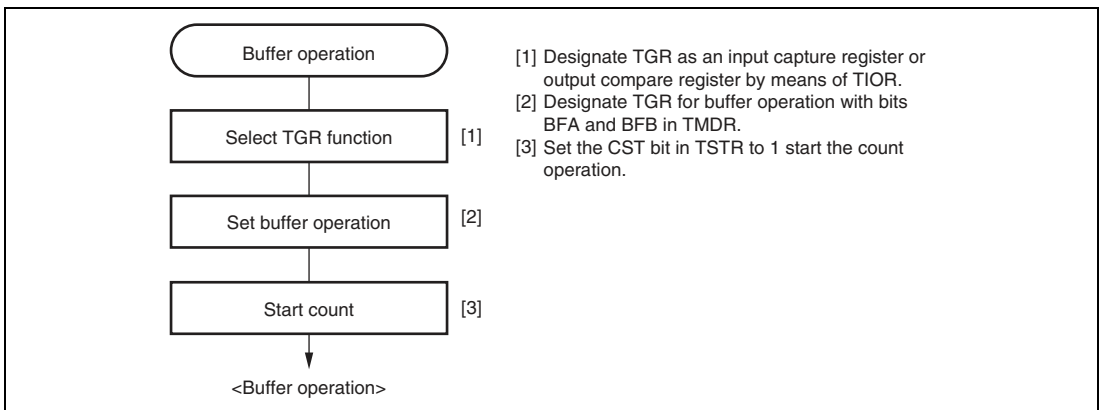 Buffer operation
Select TGR function
[1]
Set buffer operation
[2]
Start count
[3]
<Buffer operation>
[1] Designate TGR as an input capture register or
output compare register by means of TIOR.
[2] Designate TGR for buffer operation with bits
BFA and BFB in TMDR.
[3] Set the CST bit in TSTR to 1 start the count
operation.